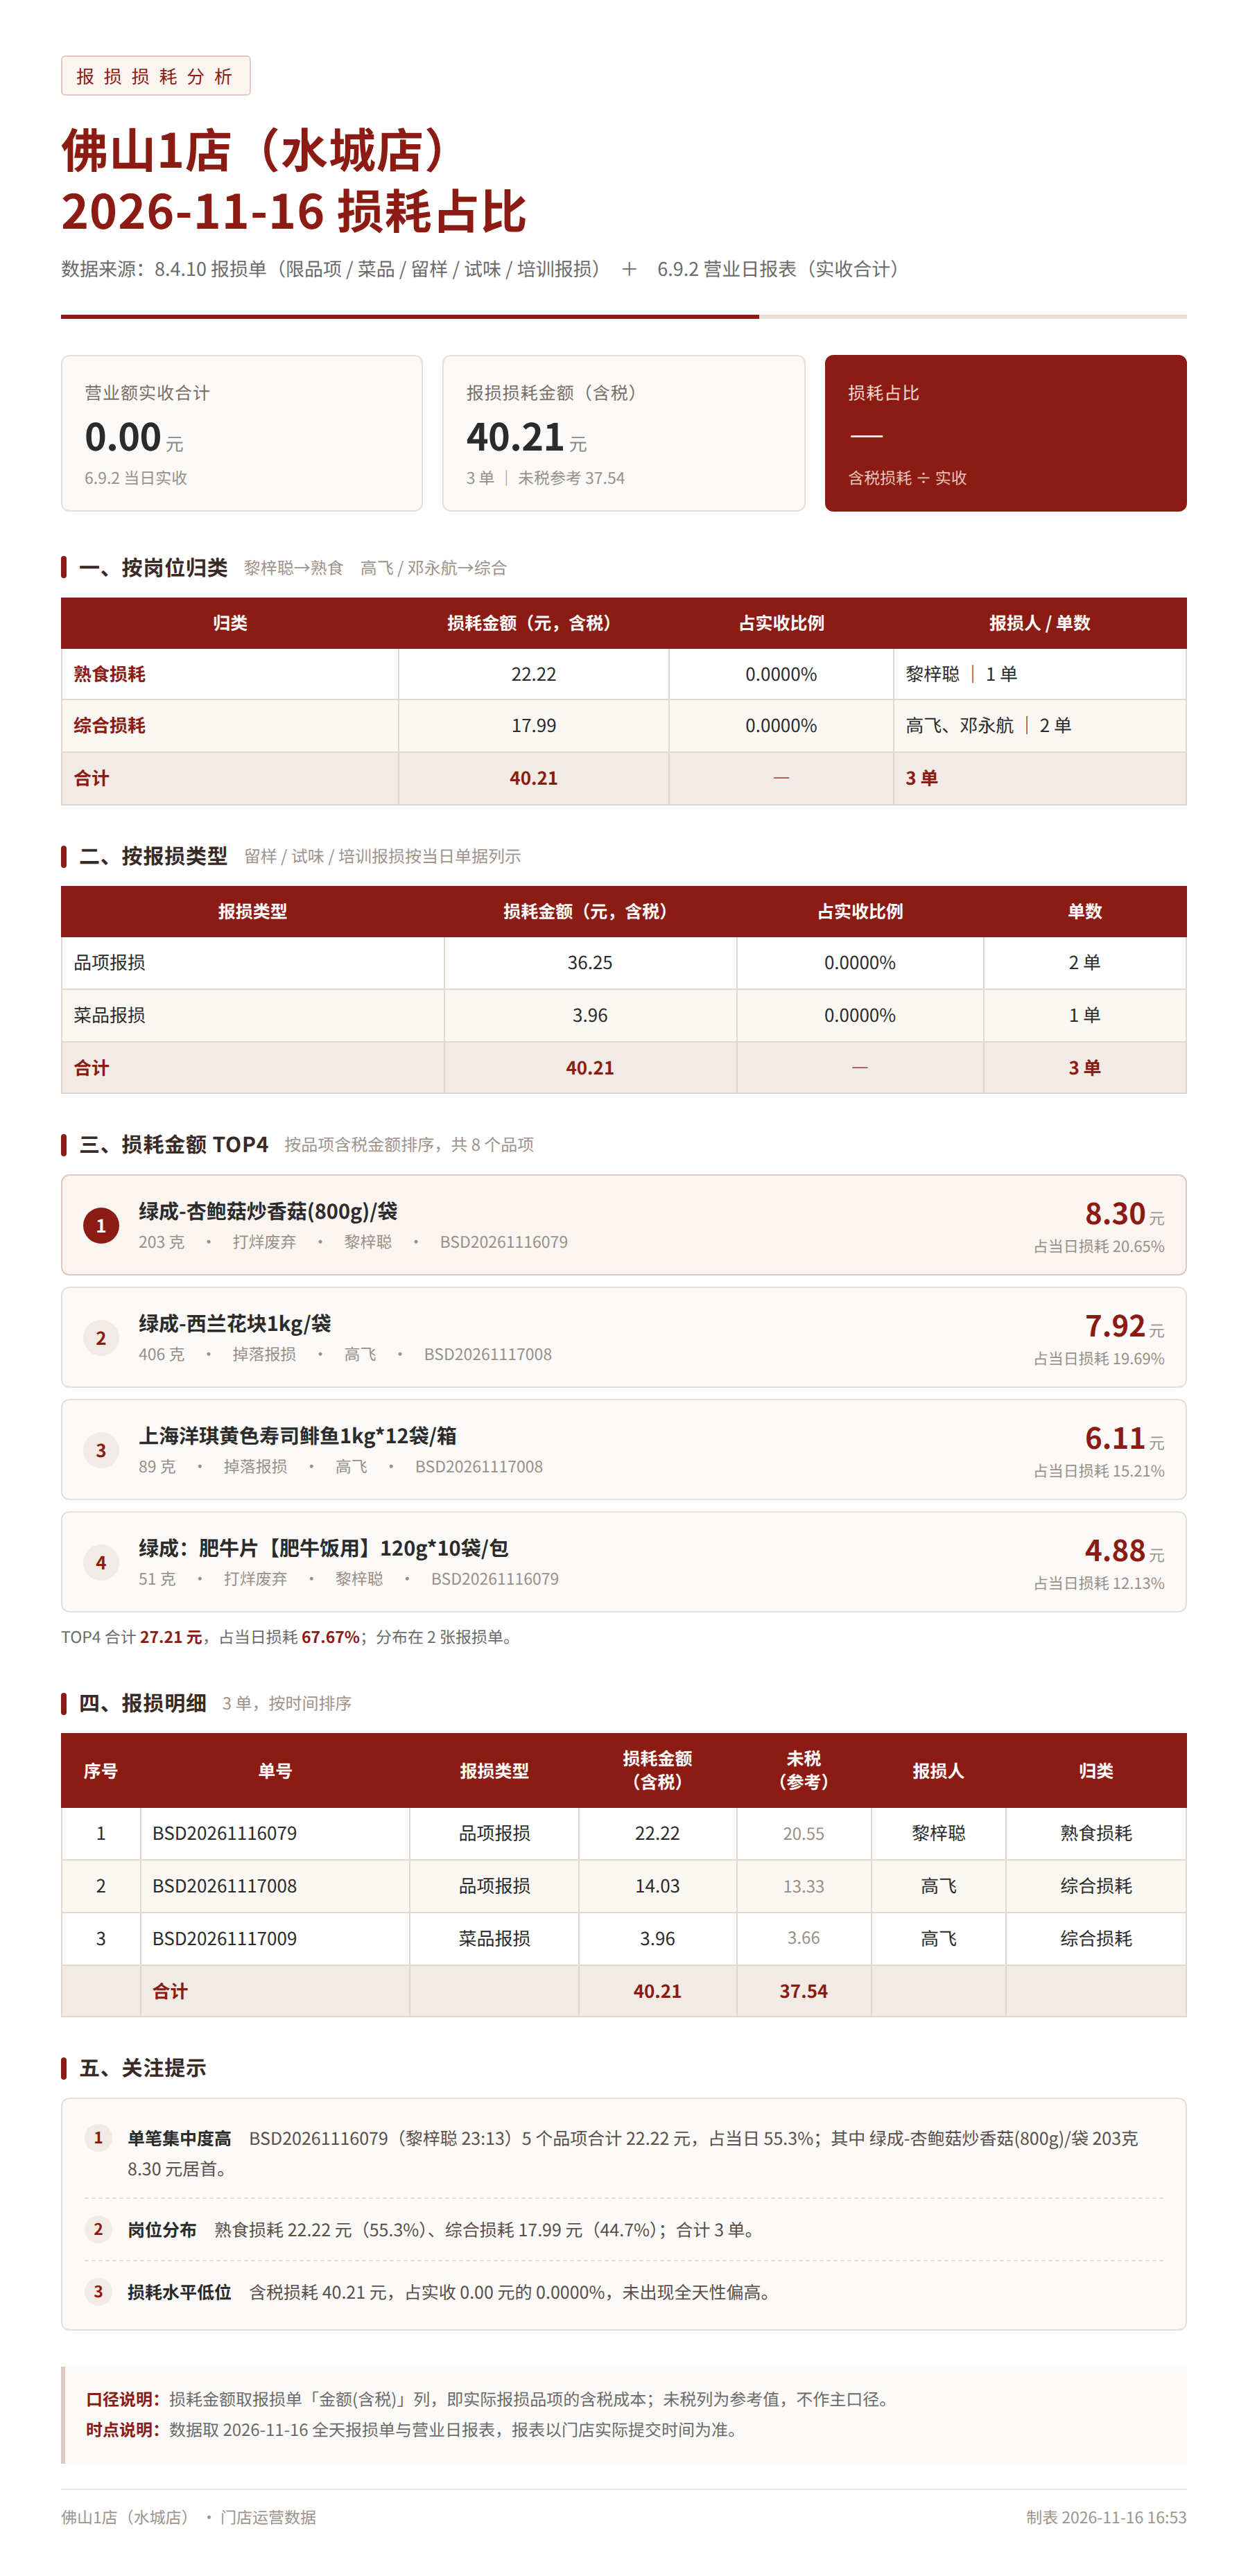 报损损耗分析
佛山1店（水城店）
2026-11-16 损耗占比
数据来源：8.4.10 报损单（限品项 / 菜品 / 留样 / 试味 / 培训报损） ＋ 6.9.2 营业日报表（实收合计）
营业额实收合计
0.00 元
6.9.2 当日实收
报损损耗金额（含税）
40.21 元
3 单 ｜ 未税参考 37.54
损耗占比
—
含税损耗 ÷ 实收
一、按岗位归类 黎梓聪→熟食 高飞 / 邓永航→综合
归类 损耗金额（元，含税） 占实收比例 报损人 / 单数
熟食损耗 22.22 0.0000% 黎梓聪 ｜ 1 单
综合损耗 17.99 0.0000% 高飞、邓永航 ｜ 2 单
合计 40.21 — 3 单
二、按报损类型 留样 / 试味 / 培训报损按当日单据列示
报损类型 损耗金额（元，含税） 占实收比例 单数
品项报损 36.25 0.0000% 2 单
菜品报损 3.96 0.0000% 1 单
合计 40.21 — 3 单
三、损耗金额 TOP4 按品项含税金额排序，共 8 个品项
1 绿成-杏鲍菇炒香菇(800g)/袋 8.30 元
203 克 • 打烊废弃 • 黎梓聪 • BSD20261116079 占当日损耗 20.65%
2 绿成-西兰花块1kg/袋 7.92 元
406 克 • 掉落报损 • 高飞 • BSD20261117008 占当日损耗 19.69%
3 上海洋琪黄色寿司鲱鱼1kg*12袋/箱 6.11 元
89 克 • 掉落报损 • 高飞 • BSD20261117008 占当日损耗 15.21%
4 绿成：肥牛片【肥牛饭用】120g*10袋/包 4.88 元
51 克 • 打烊废弃 • 黎梓聪 • BSD20261116079 占当日损耗 12.13%
TOP4 合计 27.21 元，占当日损耗 67.67%；分布在 2 张报损单。
四、报损明细 3 单，按时间排序
序号 单号 报损类型 损耗金额（含税） 未税（参考） 报损人 归类
1 BSD20261116079 品项报损 22.22 20.55 黎梓聪 熟食损耗
2 BSD20261117008 品项报损 14.03 13.33 高飞 综合损耗
3 BSD20261117009 菜品报损 3.96 3.66 高飞 综合损耗
合计 40.21 37.54
五、关注提示
1 单笔集中度高 BSD20261116079（黎梓聪 23:13）5 个品项合计 22.22 元，占当日 55.3%；其中 绿成-杏鲍菇炒香菇(800g)/袋 203克
8.30 元居首。
2 岗位分布 熟食损耗 22.22 元（55.3%）、综合损耗 17.99 元（44.7%）；合计 3 单。
3 损耗水平低位 含税损耗 40.21 元，占实收 0.00 元的 0.0000%，未出现全天性偏高。
口径说明：损耗金额取报损单「金额(含税)」列，即实际报损品项的含税成本；未税列为参考值，不作主口径。
时点说明：数据取 2026-11-16 全天报损单与营业日报表，报表以门店实际提交时间为准。
佛山1店（水城店） • 门店运营数据 制表 2026-11-16 16:53